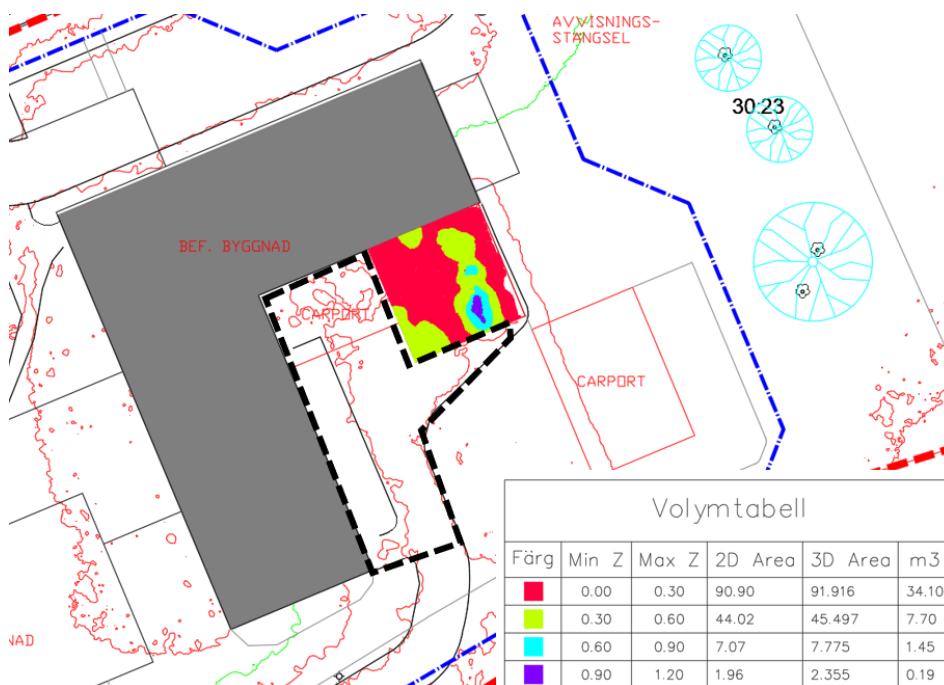 AVVISNINGS-
STÄNGSEL
30:23
BEF. BYGGNAD
CARPORT
CARPORT
NAD
Volymtabell
Färg Min Z Max Z 2D Area 3D Area m3
0.00 0.30 90.90 91.916 34.10
0.30 0.60 44.02 45.497 7.70
0.60 0.90 7.07 7.775 1.45
0.90 1.20 1.96 2.355 0.19